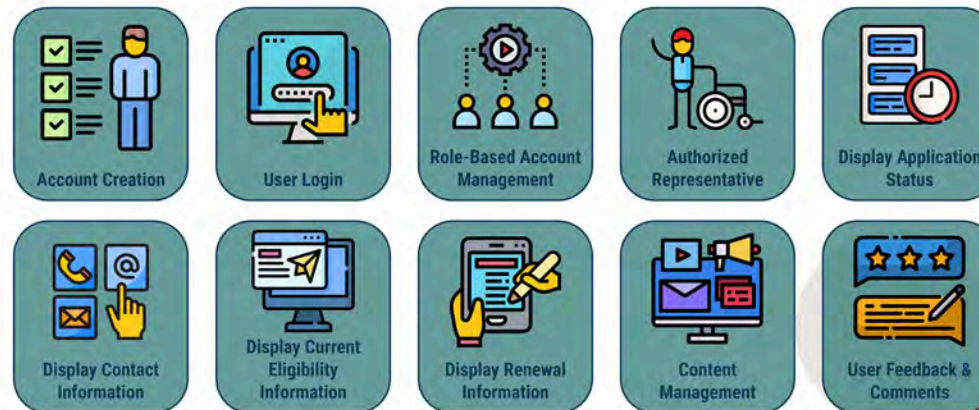 Account Creation
User Login
Role-Based Account
Management
Authorized
Representative
Display Application
Status
Display Contact
Information
@
Display Current
Eligibility
Information
Display Renewal
Information
Content
Management
User Feedback &
Comments